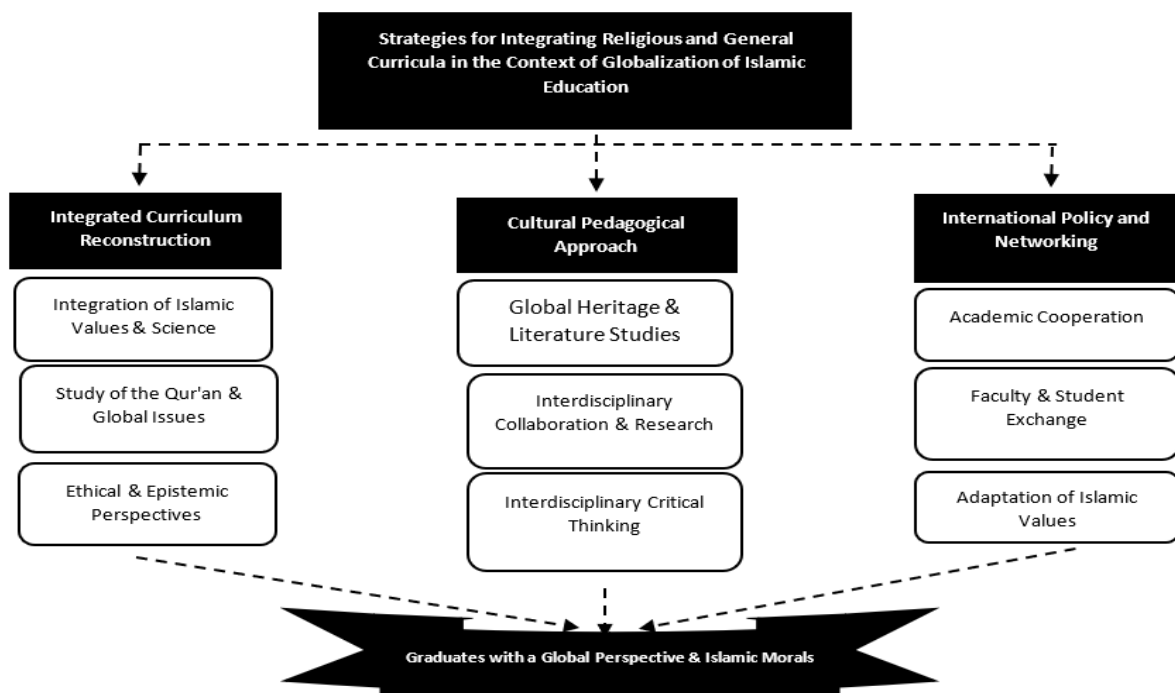 Strategies for Integrating Religious and General
Curricula in the Context of Globalization of Islamic
Education
Integrated Curriculum
Reconstruction
Integration of Islamic
Values & Science
Study of the Qur'an &
Global Issues
Ethical & Epistemic
Perspectives
Cultural Pedagogical
Approach
Global Heritage &
Literature Studies
Interdisciplinary
Collaboration & Research
Interdisciplinary Critical
Thinking
International Policy and
Networking
Academic Cooperation
Faculty & Student
Exchange
Adaptation of Islamic
Values
Graduates with a Global Perspective & Islamic Morals